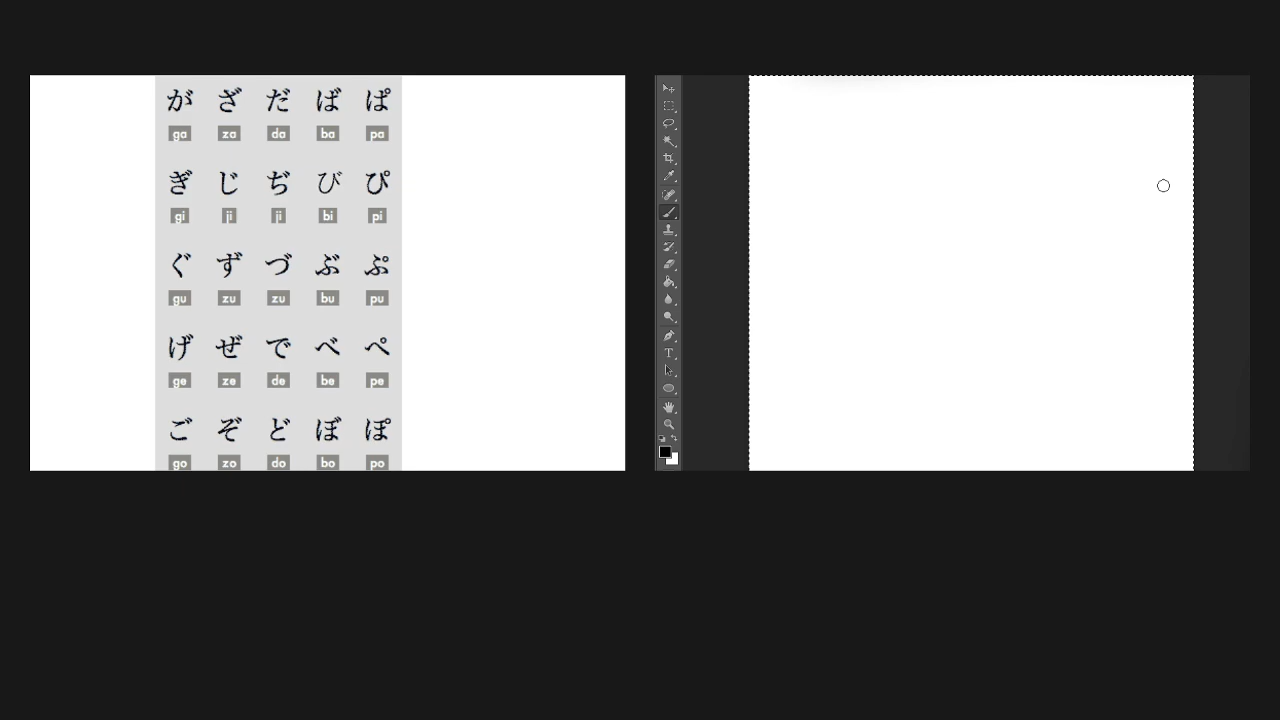 が ざ だ ば ぱ
ga za da ba pa
ぎ じ ぢ び ぴ
gi ji ji bi pi
ぐ ず づ ぶ ぷ
gu zu zu bu pu
げ ぜ で べ ぺ
ge ze de be pe
ご ぞ ど ぼ ぽ
go zo do bo po